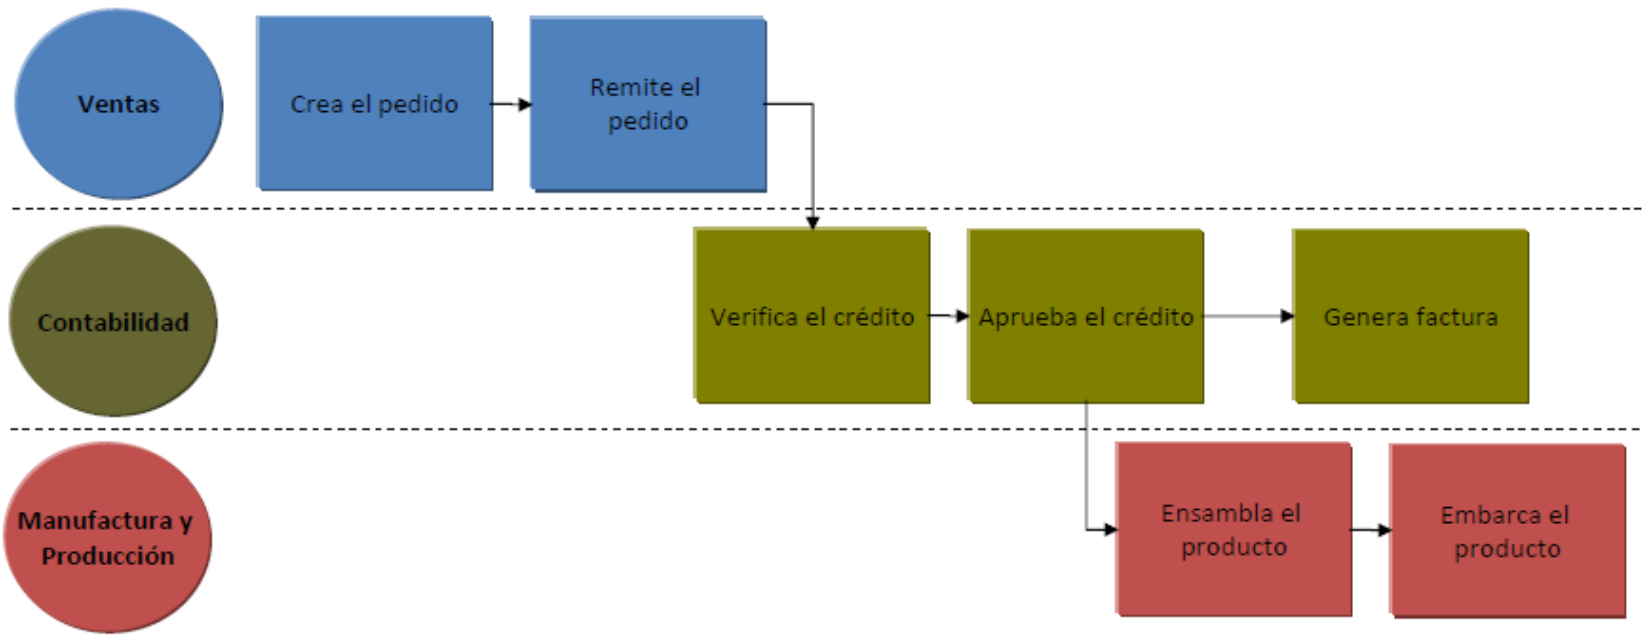 Ventas
Crea el pedido
Remite el
pedido
Contabilidad
Verifica el crédito
Aprueba el crédito
Genera factura
Manufactura y
Producción
Ensambla el
producto
Embarca el
producto